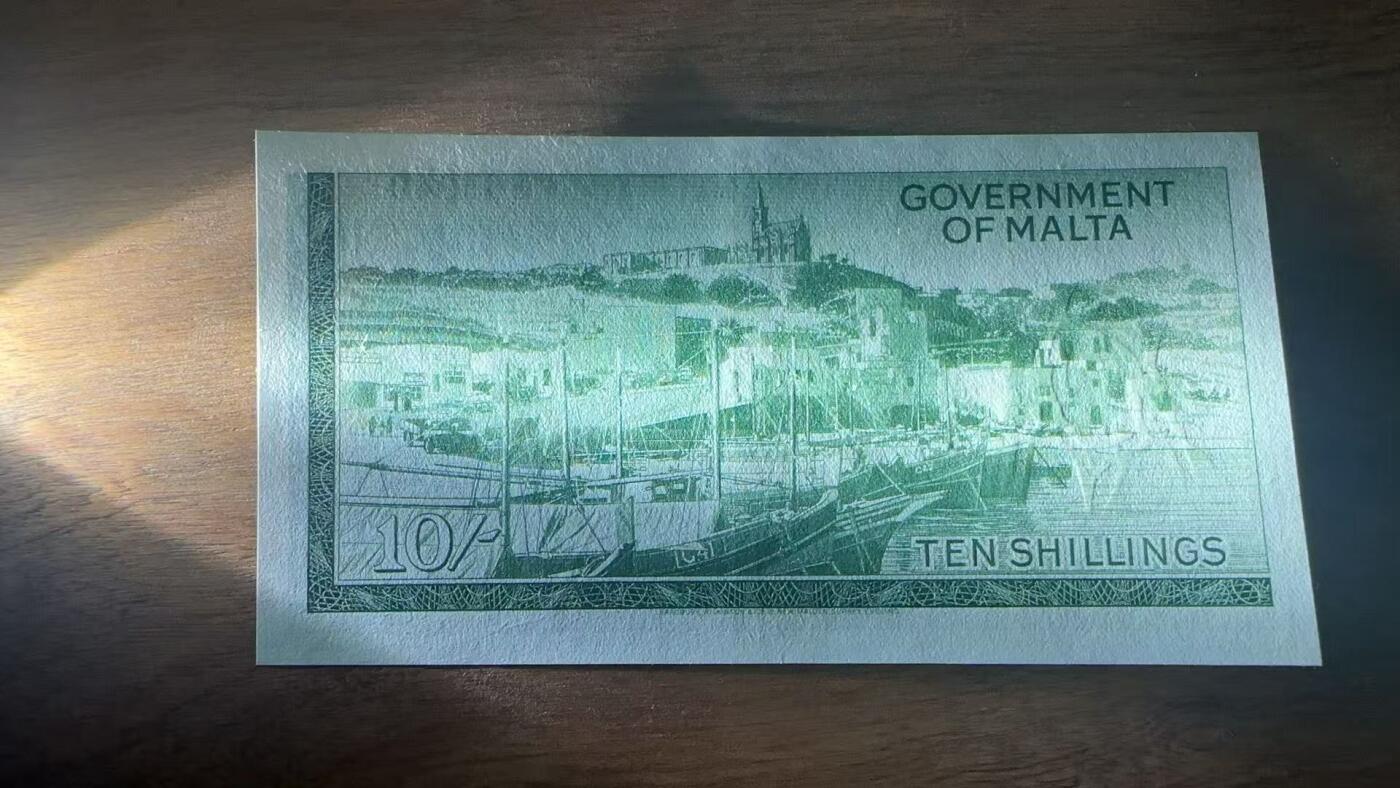 GOVERNMENT
OF MALTA
10/-
TEN SHILLINGS